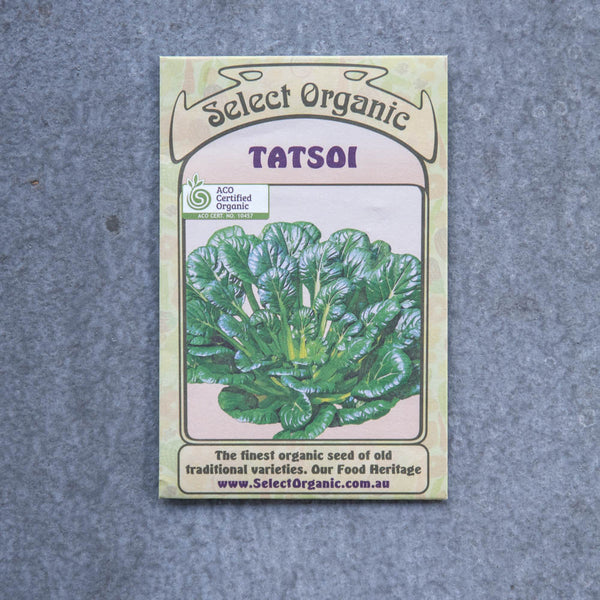 Select Organic
TATSOI
ACO
Certified
Organic
ACO CERT. NO. 10457
The finest organic seed of old
traditional varieties. Our Food Heritage
www.SelectOrganic.com.au